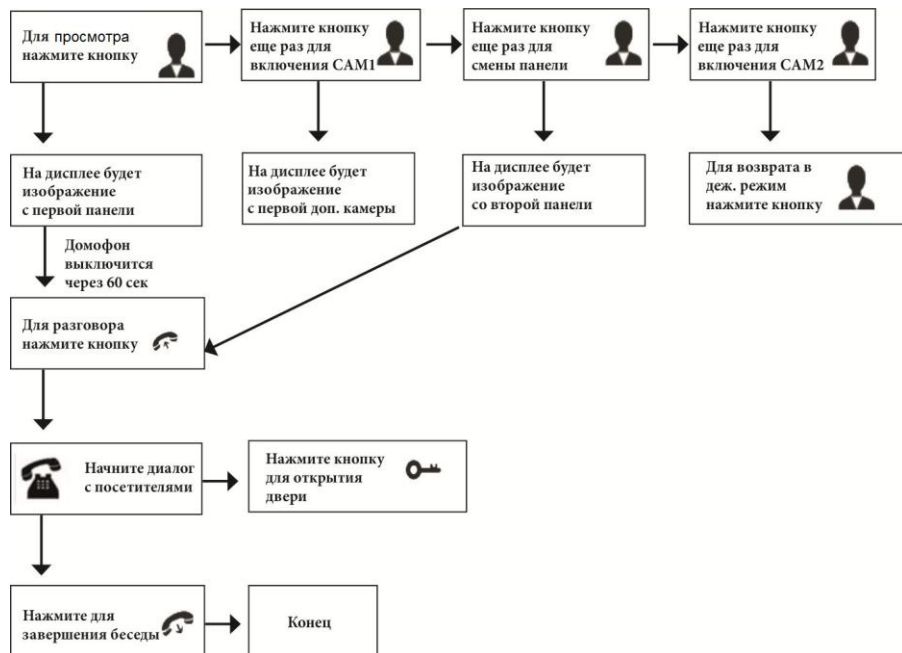 Для просмотра
нажмите кнопку
Нажмите кнопку
еще раз для
включения САМ1
Нажмите кнопку
еще раз для
смены панели
Нажмите кнопку
еще раз для
включения САМ2
На дисплее будет
изображение
с первой панели
На дисплее будет
изображение
с первой доп. камеры
На дисплее будет
изображение
со второй панели
Для возврата в
деж. режим
нажмите кнопку
Домофон
выключится
через 60 сек
Для разговора
нажмите кнопку
Начните диалог
с посетителями
Нажмите кнопку
для открытия
двери
Нажмите для
завершения беседы
Конец